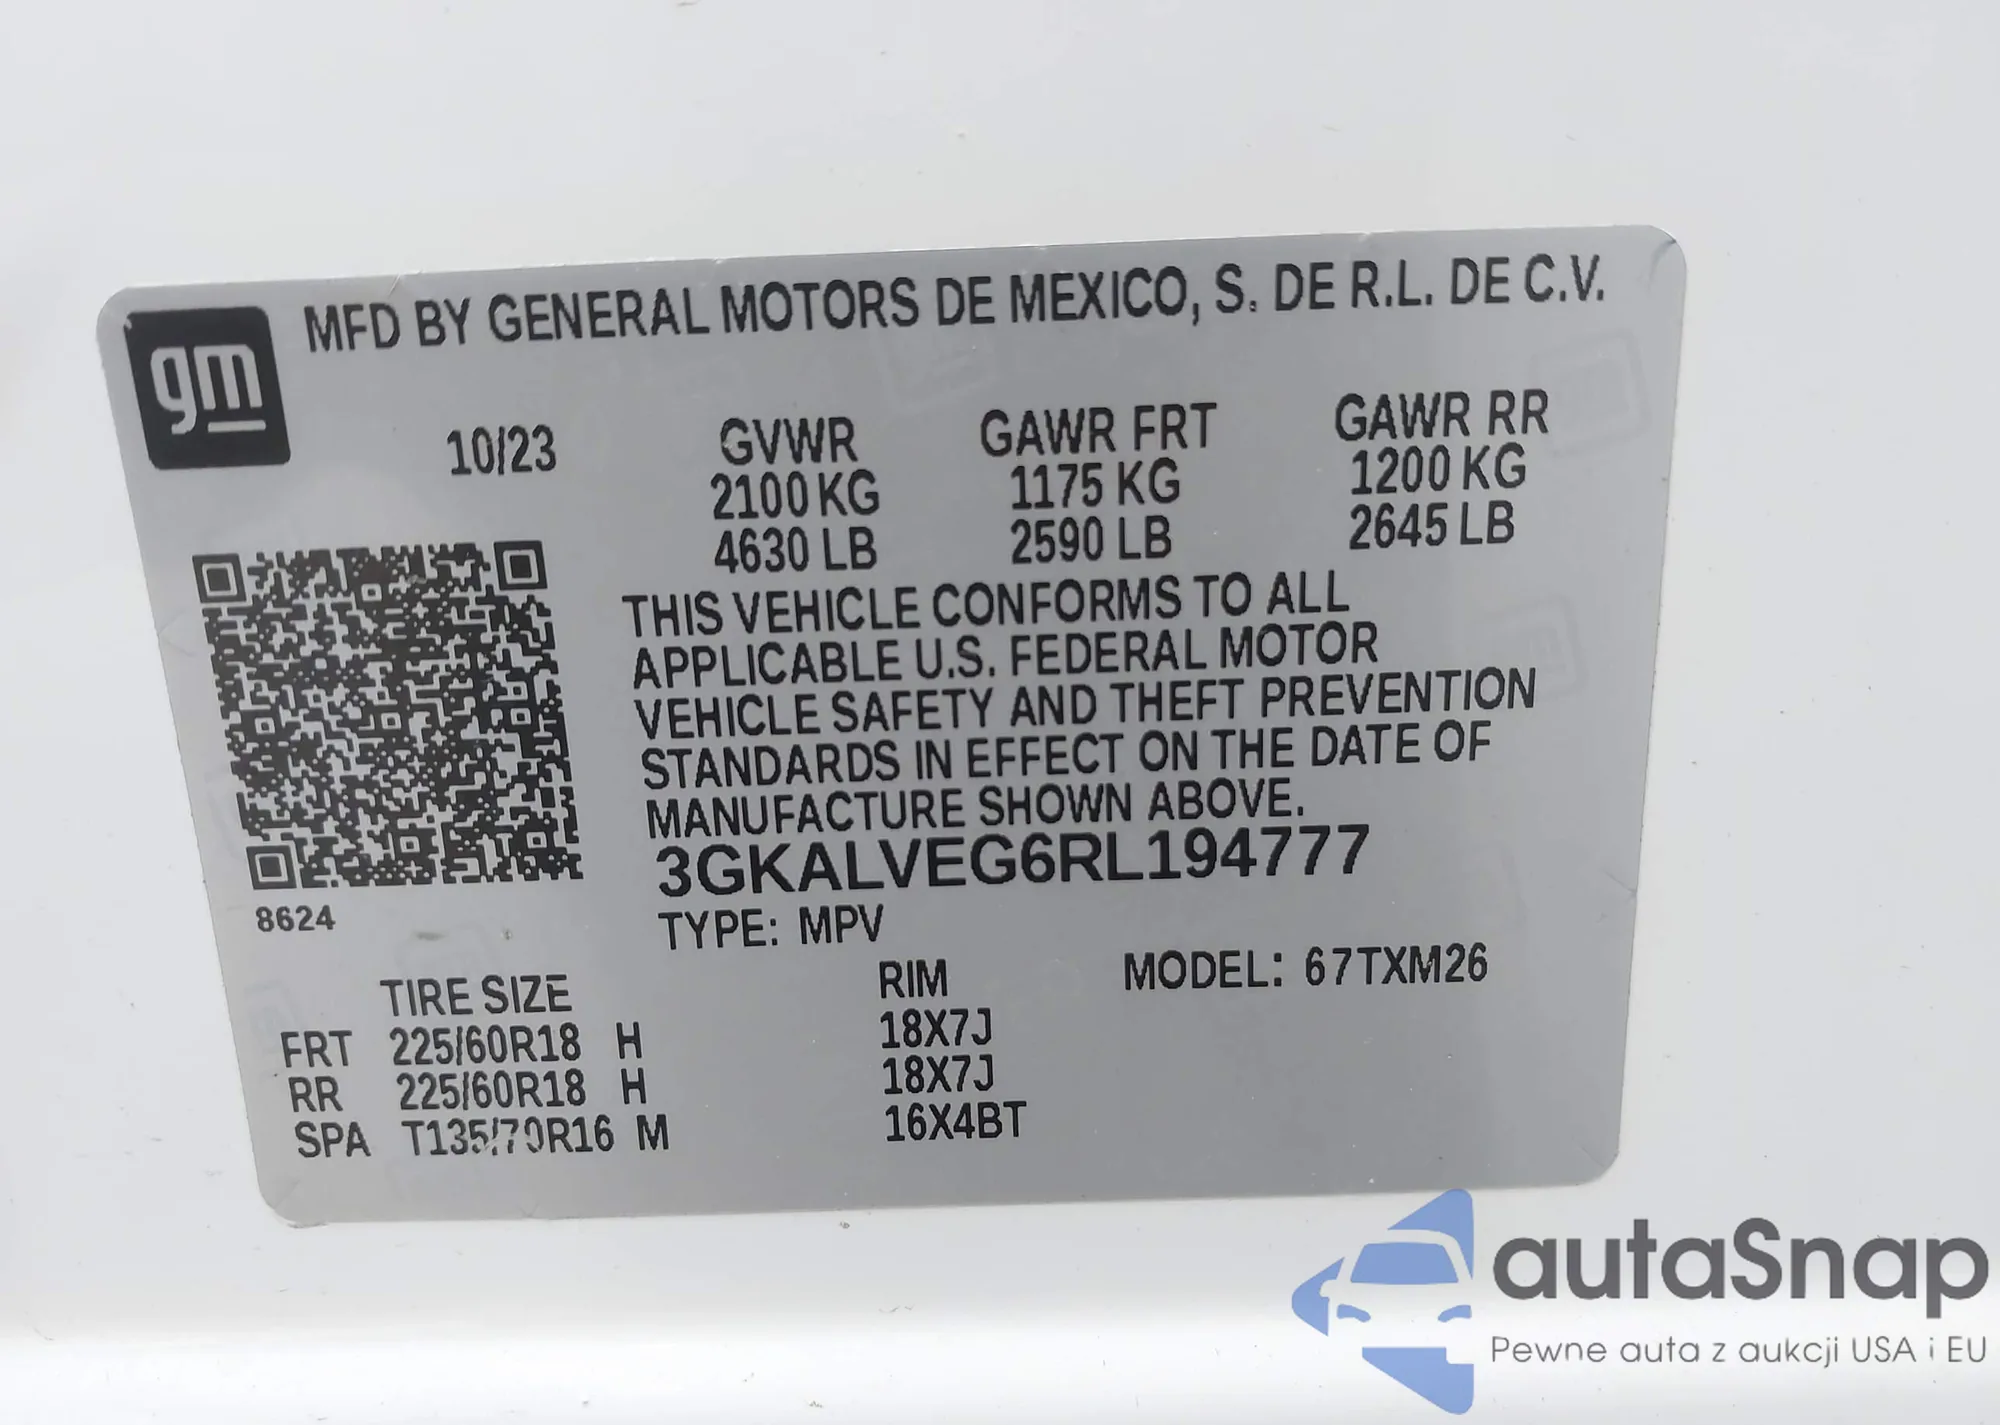 gm
MFD BY GENERAL MOTORS DE MEXICO, S. DE R.L. DE C.V.
10/23 GVWR GAWR FRT GAWR RR
2100 KG 1175 KG 1200 KG
4630 LB 2590 LB 2645 LB
THIS VEHICLE CONFORMS TO ALL
APPLICABLE U.S. FEDERAL MOTOR
VEHICLE SAFETY AND THEFT PREVENTION
STANDARDS IN EFFECT ON THE DATE OF
MANUFACTURE SHOWN ABOVE.
3GKALVEG6RL194777
8624
TYPE: MPV
TIRE SIZE RIM MODEL: 67TXM26
FRT 225/60R18 H 18X7J
RR 225/60R18 H 18X7J
SPA T135/70R16 M 16X4BT
autaSnap
Pewne auta z aukcji USA i EU